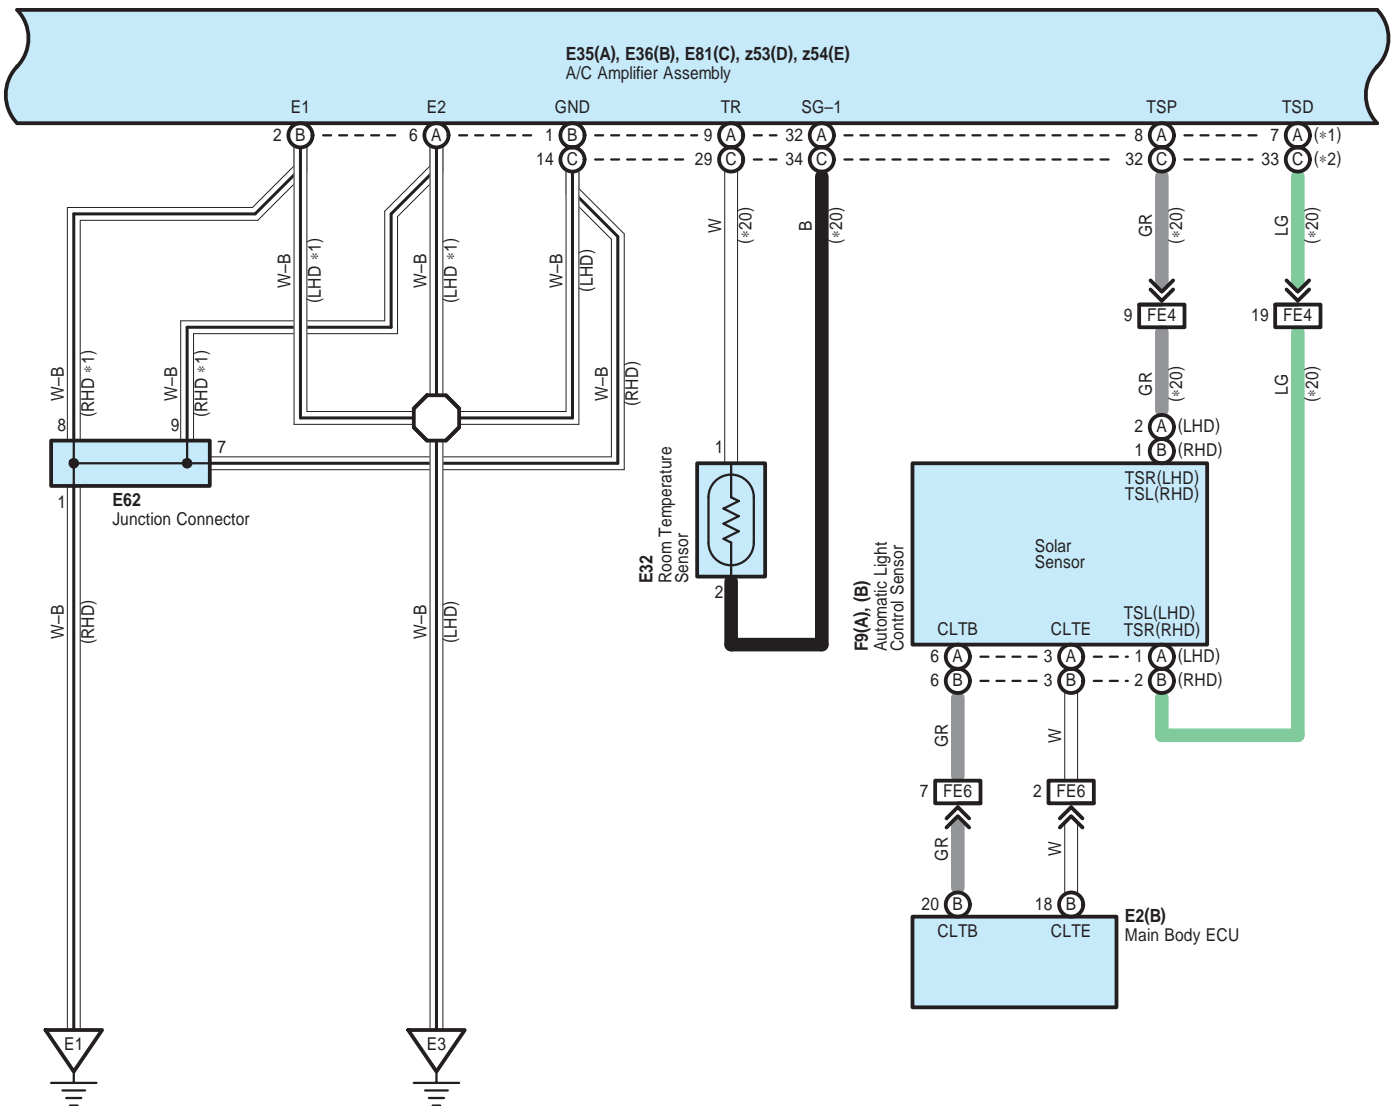 E35(A), E36(B), E81(C), z53(D), z54(E)
A/C Amplifier Assembly
E1 E2 GND TR SG–1 TSP TSD
2 B 6 A 1 B 9 A 32 A 8 A 7 A (*1)
14 C 29 C 34 C 32 C 33 C (*2)
W–B (LHD *1)
W–B (LHD *1)
W–B (LHD)
W (*20)
B (*20)
GR (*20)
LG (*20)
9 FE4
19 FE4
W–B (RHD *1)
W–B (RHD *1)
W–B (RHD)
GR (*20)
LG (*20)
8 9 7
1
E62
Junction Connector
2 A (LHD)
1 B (RHD)
1
E32
Room Temperature
Sensor
2
TSR(LHD)
TSL(RHD)
Solar
Sensor
F9(A), (B)
Automatic Light
Control Sensor
TSL(LHD)
CLTB CLTE TSR(RHD)
6 A 3 A 1 A (LHD)
6 B 3 B 2 B (RHD)
W–B (RHD)
W–B (LHD)
GR W
7 FE6 2 FE6
GR W
20 B 18 B
CLTB CLTE
E2(B)
Main Body ECU
E1 E3